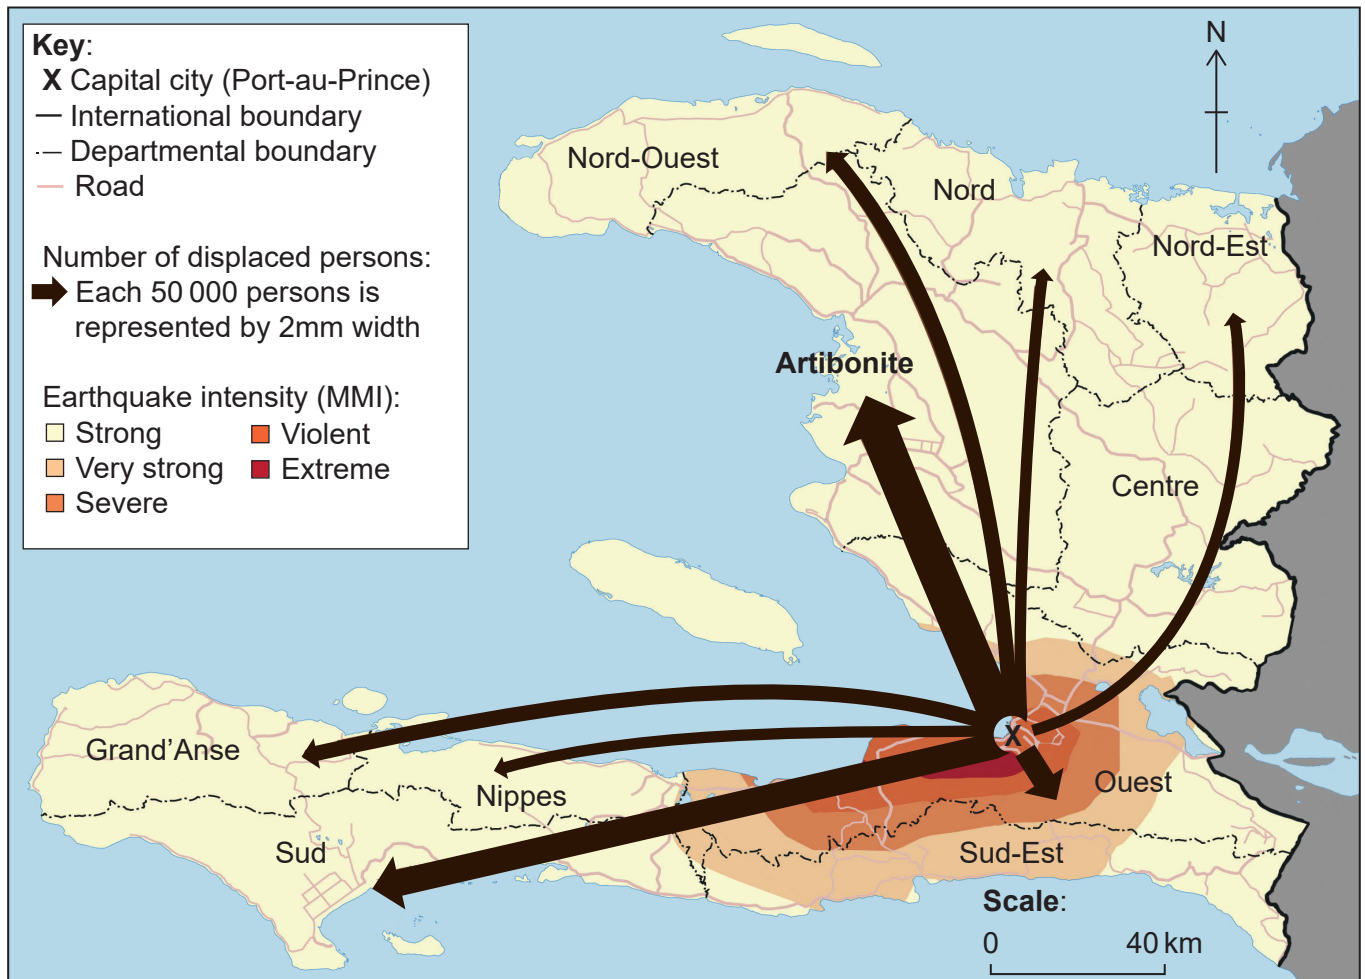 Key:
X Capital city (Port-au-Prince)
International boundary
Departmental boundary
Road
Number of displaced persons:
Each 50 000 persons is
represented by 2mm width
Earthquake intensity (MMI):
Strong
Violent
Very strong
Extreme
Severe
N
Nord-Ouest
Nord
Nord-Est
Artibonite
Centre
X
Grand'Anse
Nippes
Ouest
Sud
Sud-Est
Scale:
0 40 km